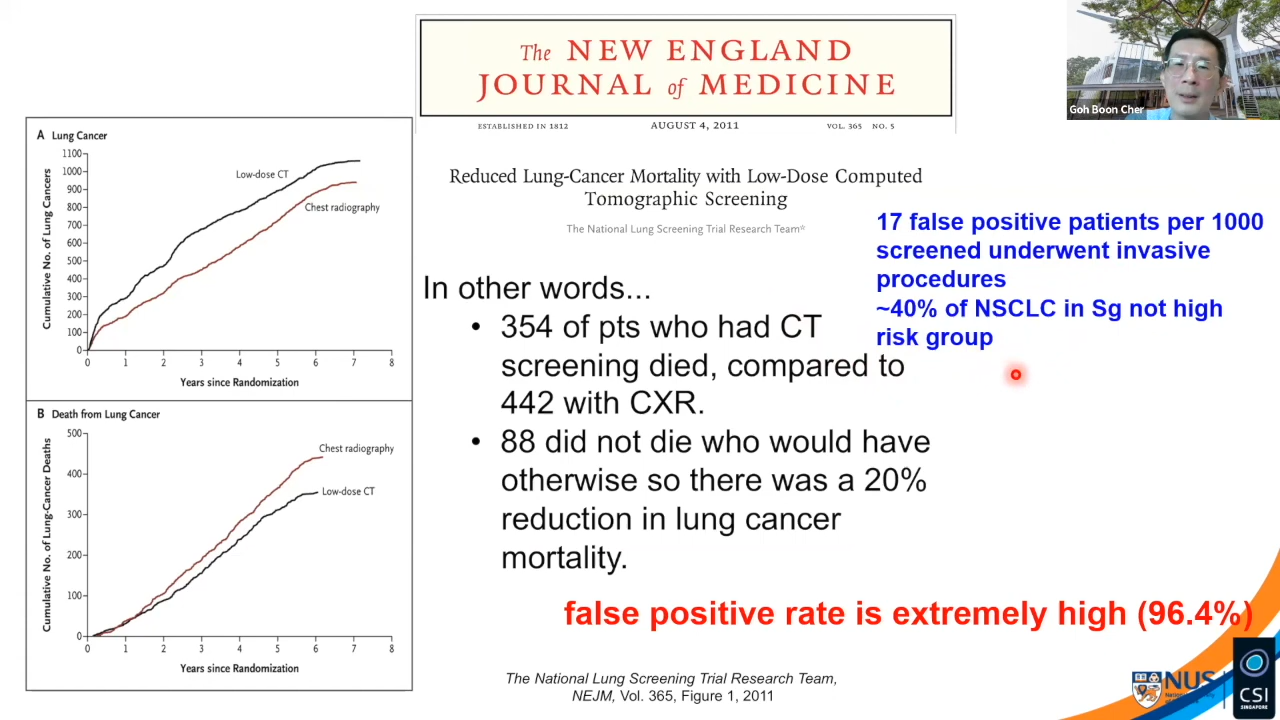 The NEW ENGLAND
JOURNAL of MEDICINE
ESTABLISHED IN 1812 AUGUST 4, 2011 VOL. 365 NO. 5
Goh Boon Cher
Reduced Lung-Cancer Mortality with Low-Dose Computed
Tomographic Screening
The National Lung Screening Trial Research Team*
A Lung Cancer
Cumulative No. of Lung Cancers
1100
1000
900
800
700
600
500
400
300
200
100
0
Low-dose CT
Chest radiography
0 1 2 3 4 5 6 7 8
Years since Randomization
B Death from Lung Cancer
Cumulative No. of Lung-Cancer Deaths
500
400
300
200
100
0
Chest radiography
Low-dose CT
0 1 2 3 4 5 6 7 8
Years since Randomization
17 false positive patients per 1000
screened underwent invasive
procedures
~40% of NSCLC in Sg not high
risk group
In other words...
• 354 of pts who had CT
screening died, compared to
442 with CXR.
• 88 did not die who would have
otherwise so there was a 20%
reduction in lung cancer
mortality.
false positive rate is extremely high (96.4%)
The National Lung Screening Trial Research Team,
NEJM, Vol. 365, Figure 1, 2011
NUS
CSI
SINGAPORE